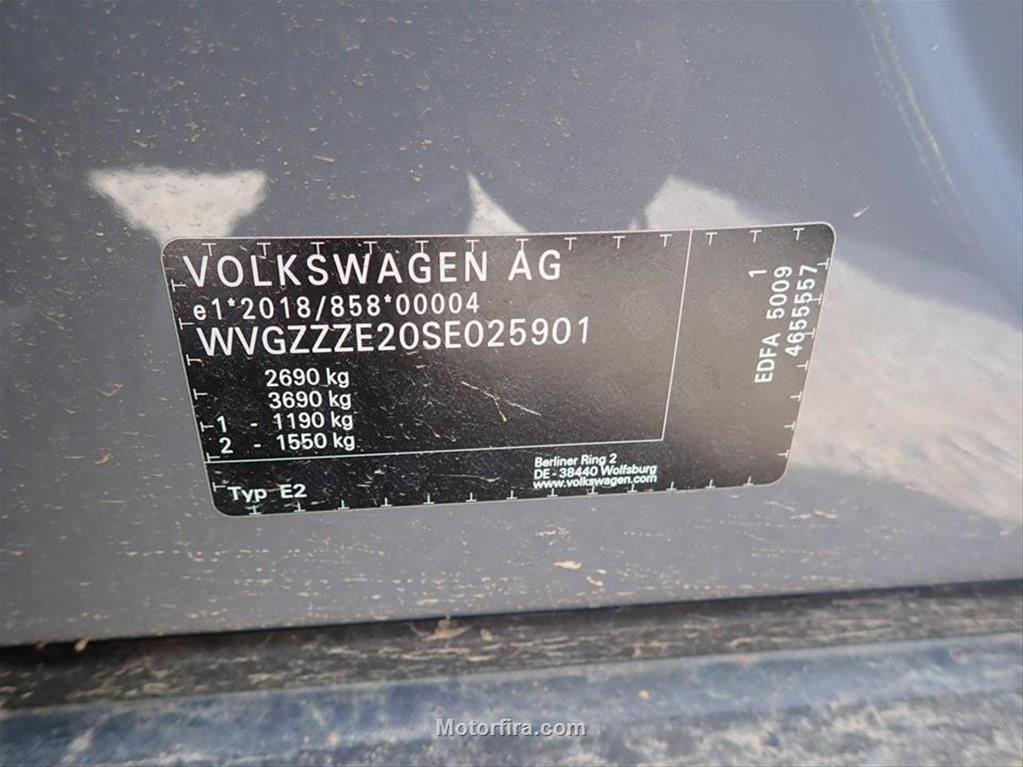 VOLKSWAGEN AG
e1*2018/858*00004
WVGZZZE20SE025901
2690 kg
3690 kg
1 - 1190 kg
2 - 1550 kg
Typ E2
Berliner Ring 2
DE - 38440 Wolfsburg
www.volkswagen.com
1
EDFA 5009
4655557
Motorfira.com